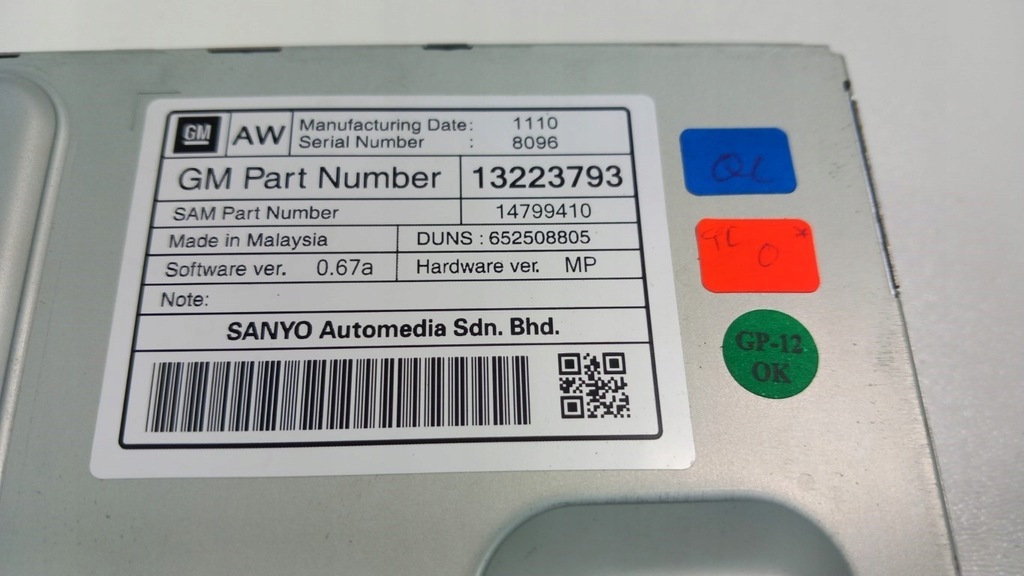 GM AW Manufacturing Date: 1110
Serial Number : 8096
GM Part Number 13223793
SAM Part Number 14799410
Made in Malaysia DUNS : 652508805
Software ver. 0.67a Hardware ver. MP
Note:
SANYO Automedia Sdn. Bhd.
GP-12
OK